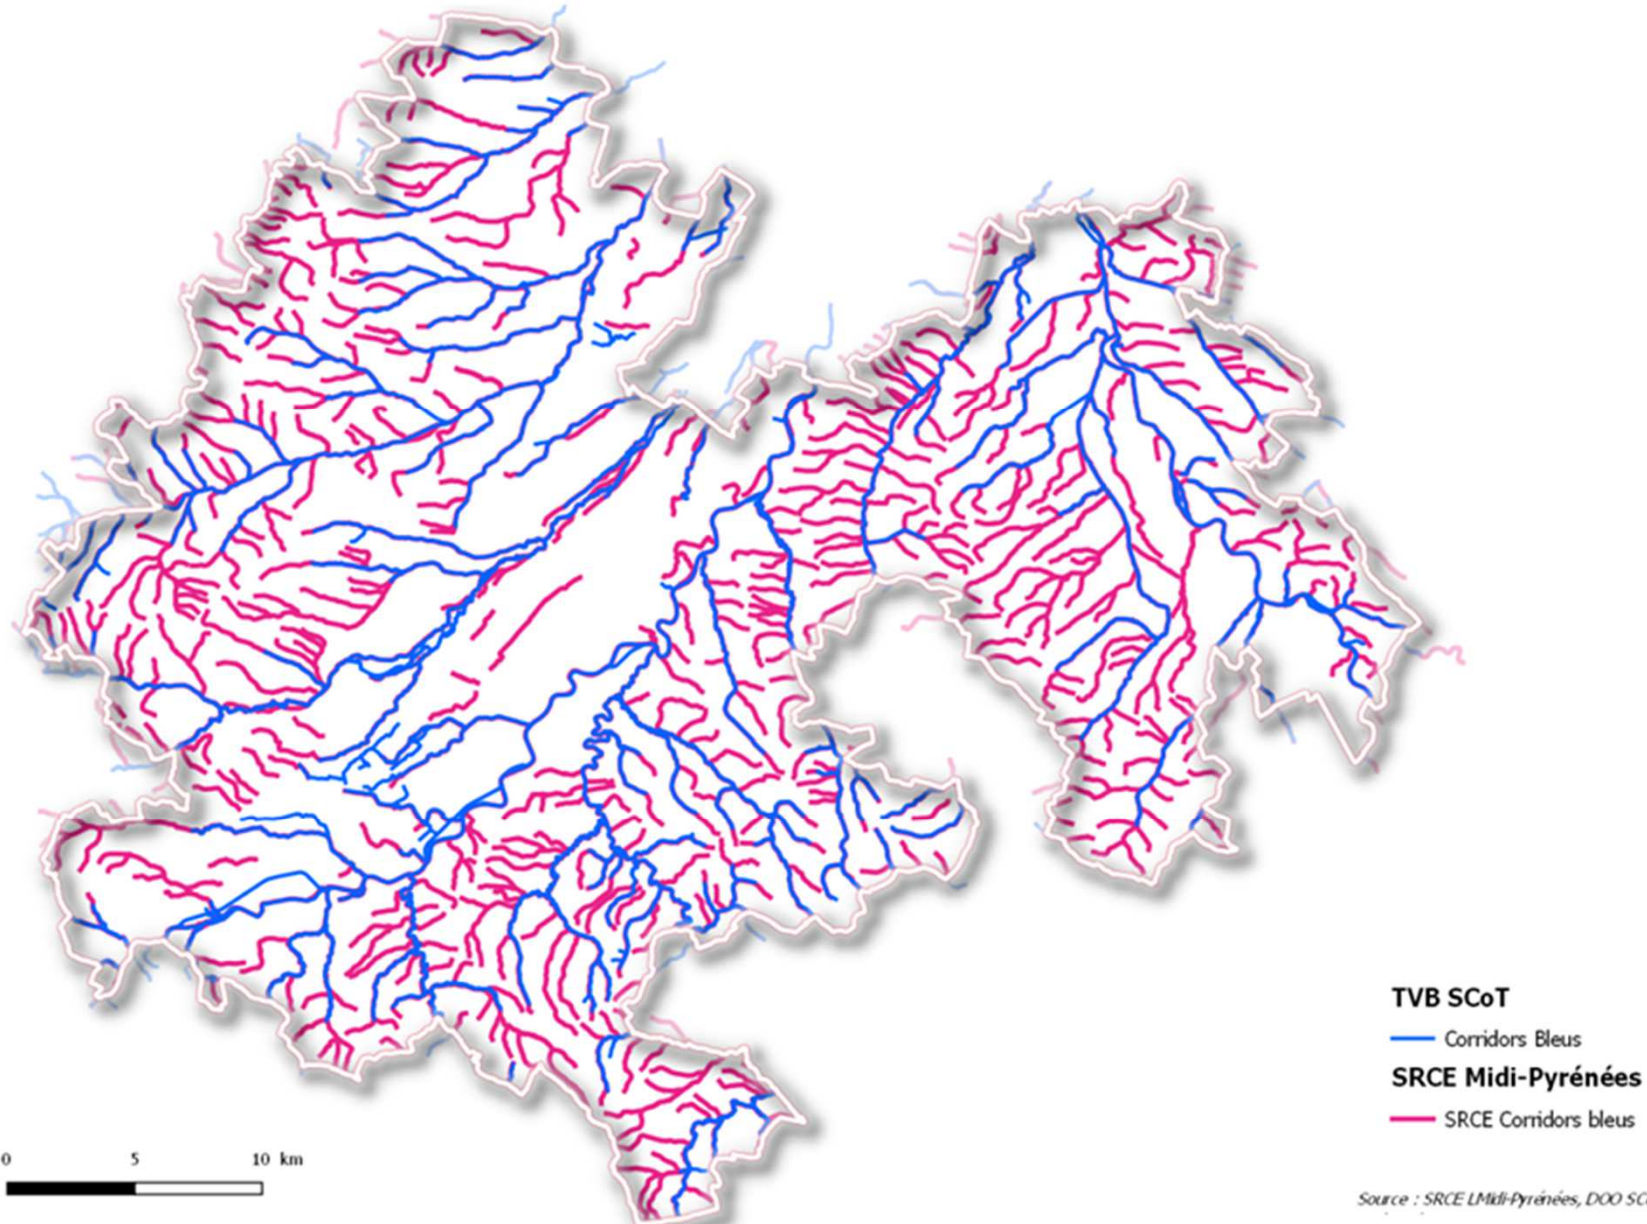 TVB SCoT
Corridors Bleus
SRCE Midi-Pyrénées
SRCE Corridors bleus
0 5 10 km
Source : SRCE LMidi-Pyrénées, DOO